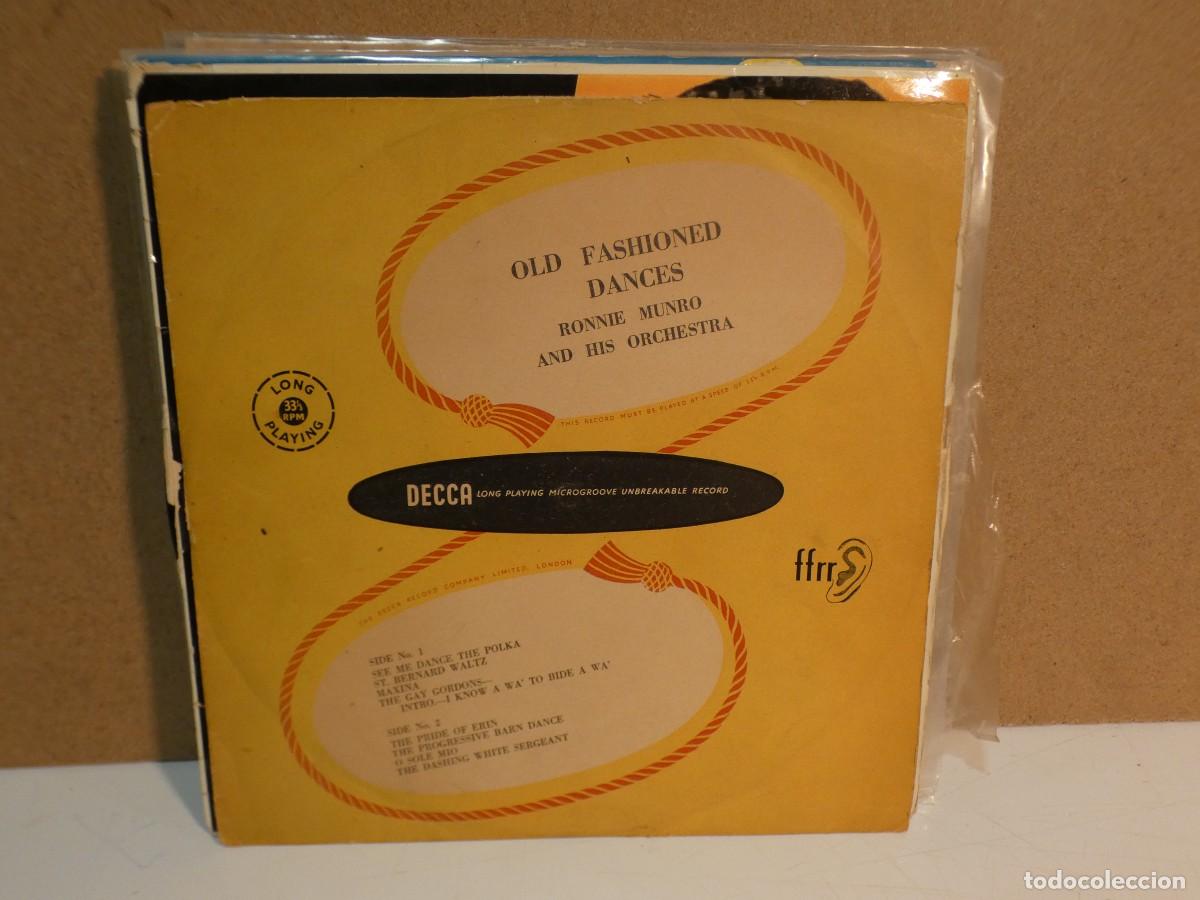 OLD FASHIONED
DANCES
RONNIE MUNRO
AND HIS ORCHESTRA
THIS RECORD MUST BE PLAYED AT A SPEED OF 33⅓ R.P.M.
LONG
33⅓
RPM
PLAYING
DECCA LONG PLAYING MICROGROOVE UNBREAKABLE RECORD
ffrr
THE DECCA RECORD COMPANY LIMITED, LONDON
SIDE No. 1
SEE ME DANCE THE POLKA
ST. BERNARD WALTZ
MAXINA
THE GAY GORDONS—
INTRO.—I KNOW A WA' TO BIDE A WA'
SIDE No. 2
THE PRIDE OF ERIN
THE PROGRESSIVE BARN DANCE
O SOLE MIO
THE DASHING WHITE SERGEANT
todocoleccion